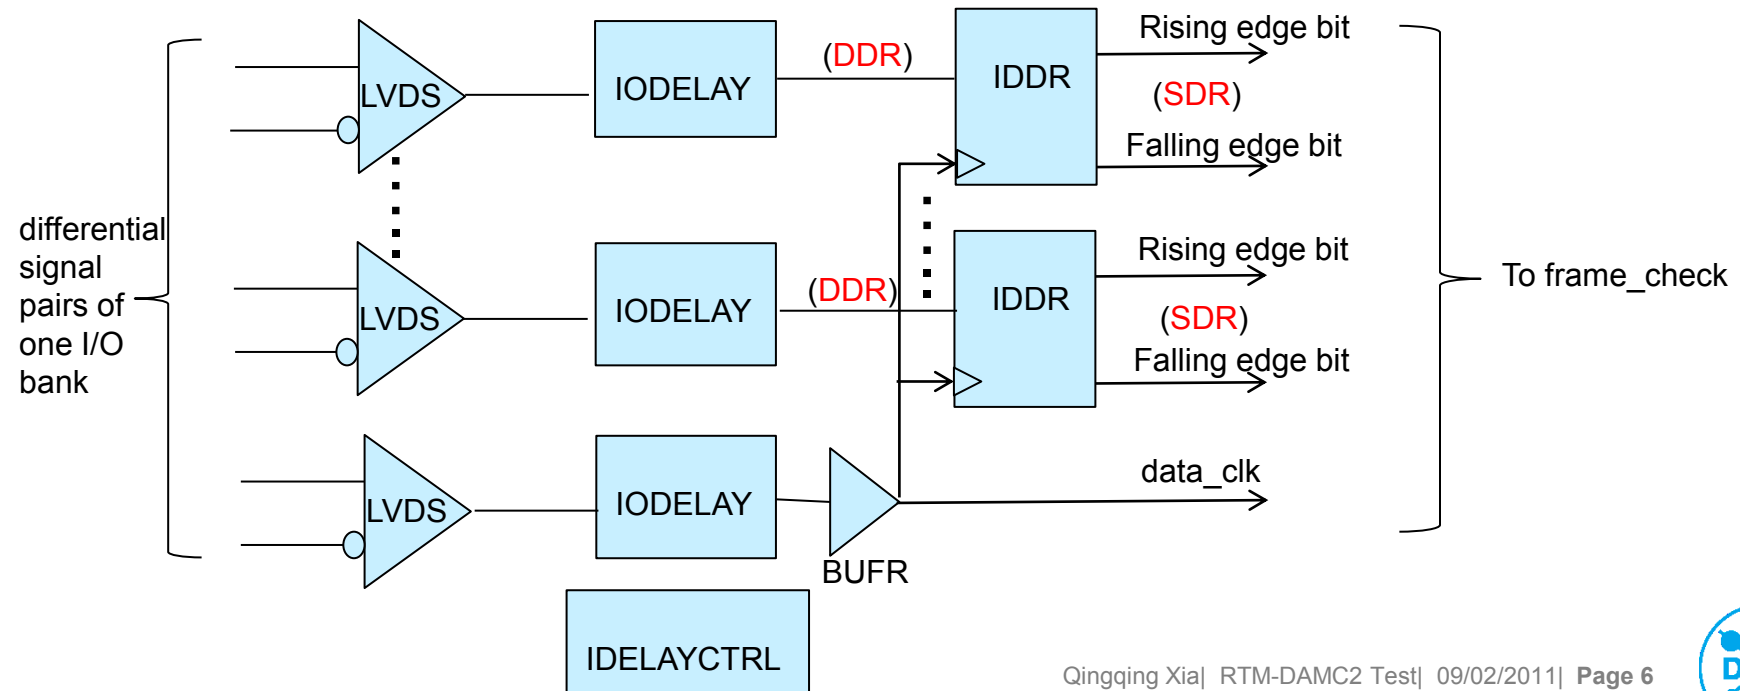 Rising edge bit
(DDR)
LVDS
IODELAY
IDDR
(SDR)
Falling edge bit
differential
signal
pairs of
one I/O
bank
Rising edge bit
(DDR)
LVDS
IODELAY
IDDR
(SDR)
Falling edge bit
To frame_check
data_clk
LVDS
IODELAY
BUFR
IDELAYCTRL
Qingqing Xia| RTM-DAMC2 Test| 09/02/2011| Page 6
D